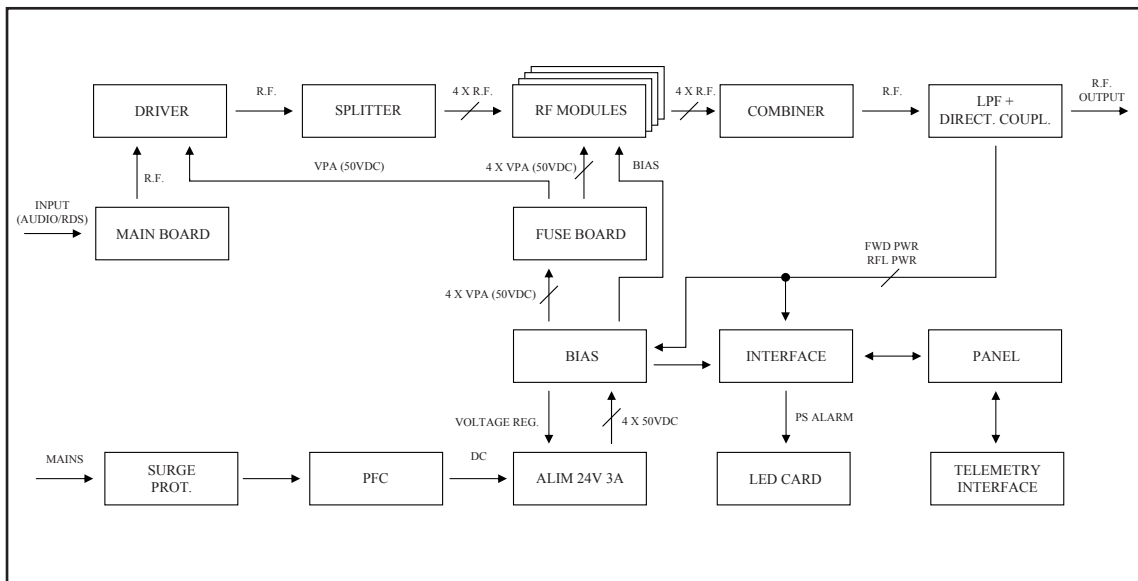 R.F.
4 X R.F.
4 X R.F.
R.F.
R.F.
OUTPUT
DRIVER
SPLITTER
RF MODULES
COMBINER
LPF +
DIRECT. COUPL.
R.F.
VPA (50VDC)
4 X VPA (50VDC)
BIAS
INPUT
(AUDIO/RDS)
MAIN BOARD
FUSE BOARD
FWD PWR
RFL PWR
4 X VPA (50VDC)
BIAS
INTERFACE
PANEL
VOLTAGE REG.
4 X 50VDC
PS ALARM
MAINS
DC
SURGE
PROT.
PFC
ALIM 24V 3A
LED CARD
TELEMETRY
INTERFACE